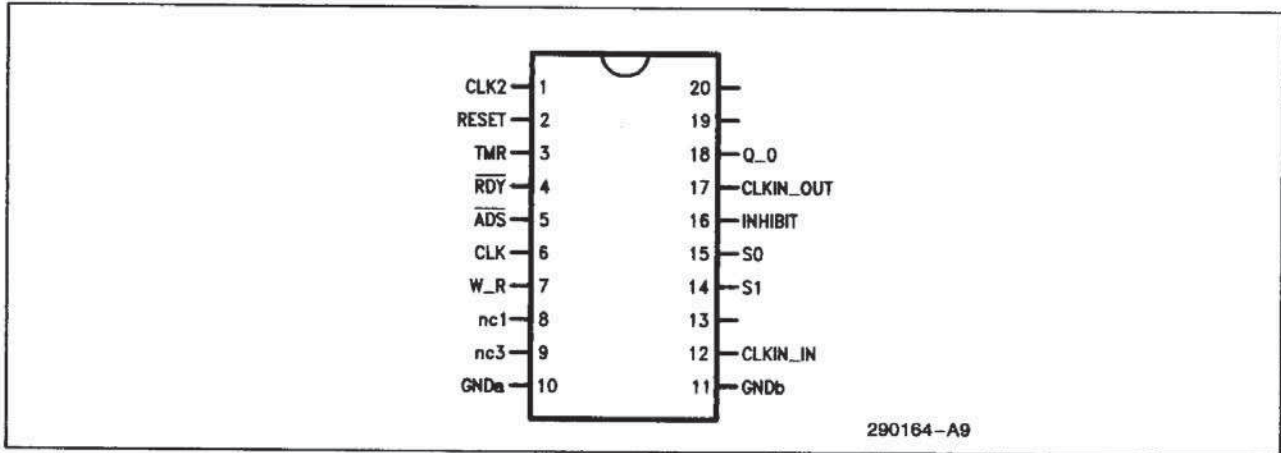 CLK2 1 20
RESET 2 19
TMR 3 18 Q_0
RDY 4 17 CLKIN_OUT
ADS 5 16 INHIBIT
CLK 6 15 S0
W_R 7 14 S1
nc1 8 13
nc3 9 12 CLKIN_IN
GNDa 10 11 GNDb
290164-A9